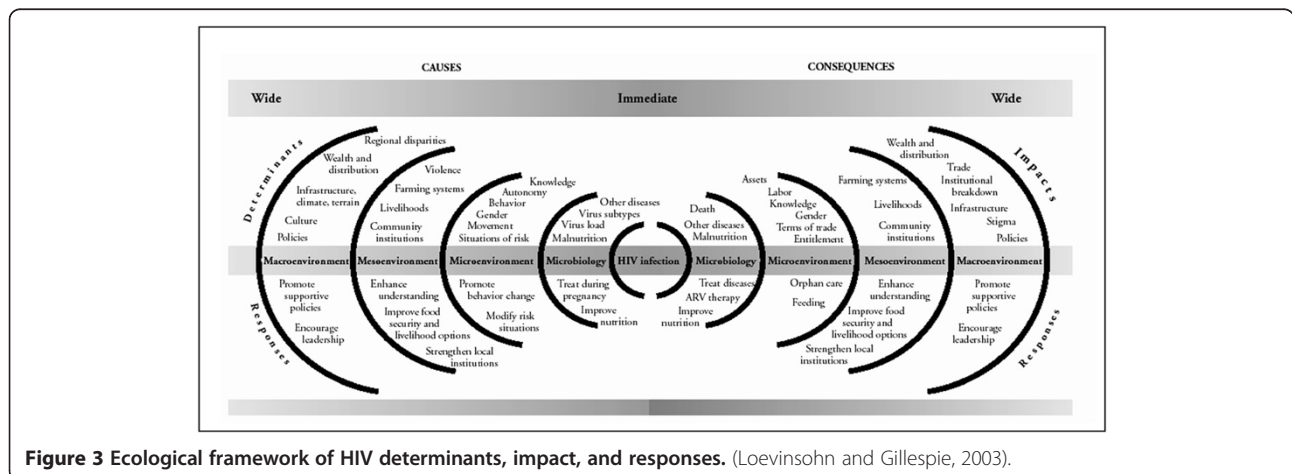 CAUSES
CONSEQUENCES
Wide
Immediate
Wide
Determinants
Regional disparities
Wealth and
distribution
Infrastructure,
climate, terrain
Culture
Policies
Violence
Farming systems
Livelihoods
Community
institutions
Knowledge
Autonomy
Behavior
Gender
Movement
Situations of risk
Other diseases
Virus subtypes
Virus load
Malnutrition
Death
Other diseases
Malnutrition
Assets
Labor
Knowledge
Gender
Terms of trade
Entitlement
Wealth and
distribution
Farming systems
Livelihoods
Community
institutions
Trade
Institutional
breakdown
Infrastructure
Stigma
Policies
Impacts
Macroenvironment
Mesoenvironment
Microenvironment
Microbiology
HIV infection
Microbiology
Microenvironment
Mesoenvironment
Macroenvironment
Responses
Promote
supportive
policies
Encourage
leadership
Enhance
understanding
Improve food
security and
livelihood options
Strengthen local
institutions
Promote
behavior change
Modify risk
situations
Treat during
pregnancy
Improve
nutrition
Treat diseases
ARV therapy
Improve
nutrition
Orphan care
Feeding
Enhance
understanding
Improve food
security and
livelihood options
Strengthen local
institutions
Promote
supportive
policies
Encourage
leadership
Responses
Figure 3 Ecological framework of HIV determinants, impact, and responses. (Loevinsohn and Gillespie, 2003).